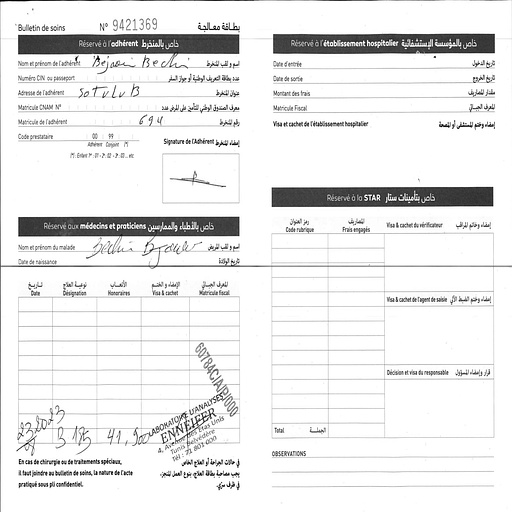 Bulletin de soins N° 9421369 بطاقة معالجة
Réservé à l'adhérent خاص بالمنخرط
Nom et prénom de l'adhérent Bejaoui Bechir إسم و لقب المنخرط
Numéro CIN ou passeport عدد بطاقة التعريف الوطنية أو جواز السفر
Adresse de l'adhérent SOTULUB عنوان المنخرط
Matricule CNAM N° معرف الصندوق الوطني للتأمين على المرض عدد
Matricule de l'adhérent 694 رقم المنخرط
Code prestataire 00 99
Adhérent Conjoint (*)
(*) : Enfant 1er : 01 - 2e : 02 - 3e : 03 ... etc
Signature de l'Adhérent إمضاء المنخرط
Réservé aux médecins et praticiens خاص بالأطباء والممارسين
Nom et prénom du malade Bechir Bejaoui إسم و لقب المريض
Date de naissance تاريخ الولادة
تاريخ نوعية العلاج الأتعاب الإمضاء و الختم المعرف الجبائي
Date Désignation Honoraires Visa & cachet Matricule fiscal
60784C/A/P/000
23.2023
08
B 175 41,
LABORATOIRE D'ANALYSES
ENNEIFER
4, Avenue des Etats Unis
Tunis Belvédère
Tél : 71 801 000
En cas de chirurgie ou de traitements spéciaux,
il faut joindre au bulletin de soins, la nature de l'acte
pratiqué sous pli confidentiel.
في حالات الجراحة أو العلاج الخاص
يجب مصاحبة بطاقة العلاج، بنوع العمل المنجز،
في ظرف سري.
Réservé à l'établissement hospitalier خاص بالمؤسسة الإستشفائية
Date d'entrée تاريخ الدخول
Date de sortie تاريخ الخروج
Montant des frais مقدار المصاريف
Matricule Fiscal المعرف الجبائي
Visa et cachet de l'établissement hospitalier إمضاء وختم المستشفى أو المصحة
Réservé à la STAR خاص بتأمينات ستار
رمز العنوان المصاريف
Code rubrique Frais engagés
Visa & cachet du vérificateur إمضاء وخاتم المراقب
Visa & cachet de l'agent de saisie إمضاء وختم الضبط الآلي
Décision et visa du responsable قرار وإمضاء المسؤول
Total الجملة
OBSERVATIONS